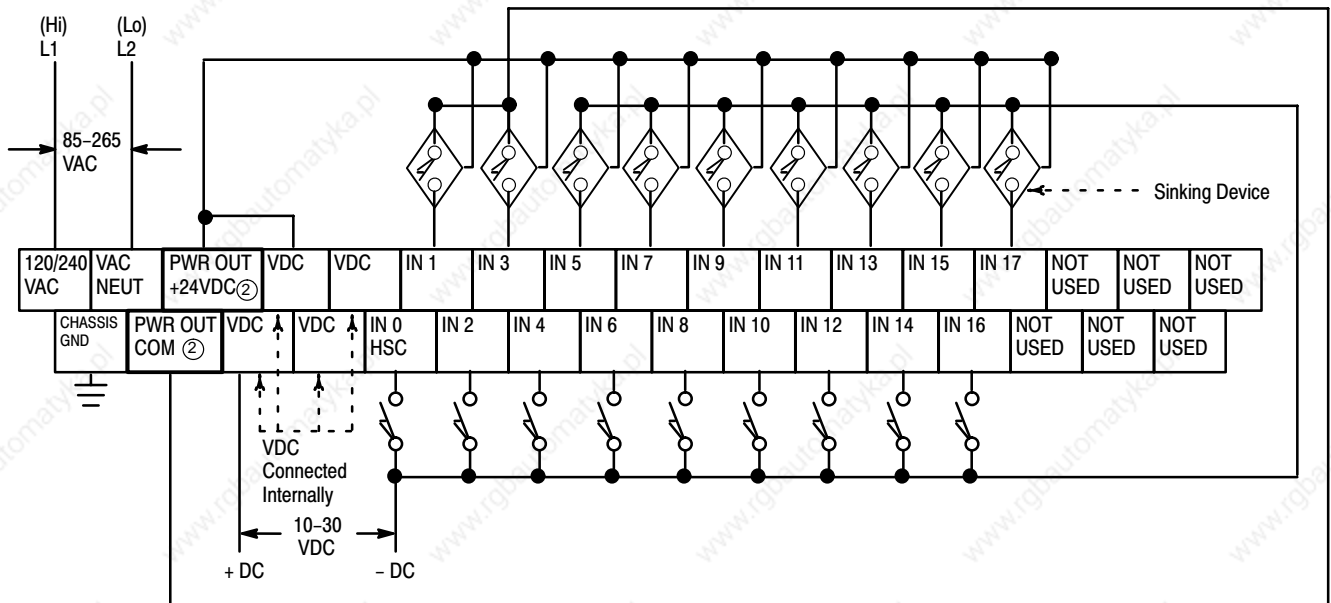 (Hi)
L1
(Lo)
L2
85–265
VAC
Sinking Device
120/240
VAC
VAC
NEUT
PWR OUT
+24VDC②
VDC
VDC
IN 1
IN 3
IN 5
IN 7
IN 9
IN 11
IN 13
IN 15
IN 17
NOT
USED
NOT
USED
NOT
USED
CHASSIS
GND
PWR OUT
COM ②
VDC
VDC
IN 0
HSC
IN 2
IN 4
IN 6
IN 8
IN 10
IN 12
IN 14
IN 16
NOT
USED
NOT
USED
NOT
USED
VDC
Connected
Internally
10–30
VDC
+ DC
– DC
www.rgbautomatyka.pl